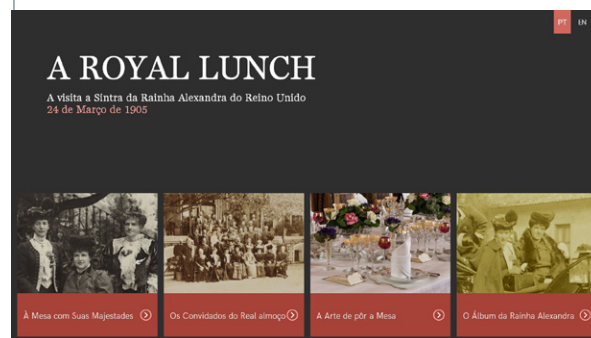 PT EN
A ROYAL LUNCH
A visita a Sintra da Rainha Alexandra do Reino Unido
24 de Março de 1905
À Mesa com Suas Majestades
Os Convidados do Real almoço
A Arte de pôr a Mesa
O Álbum da Rainha Alexandra